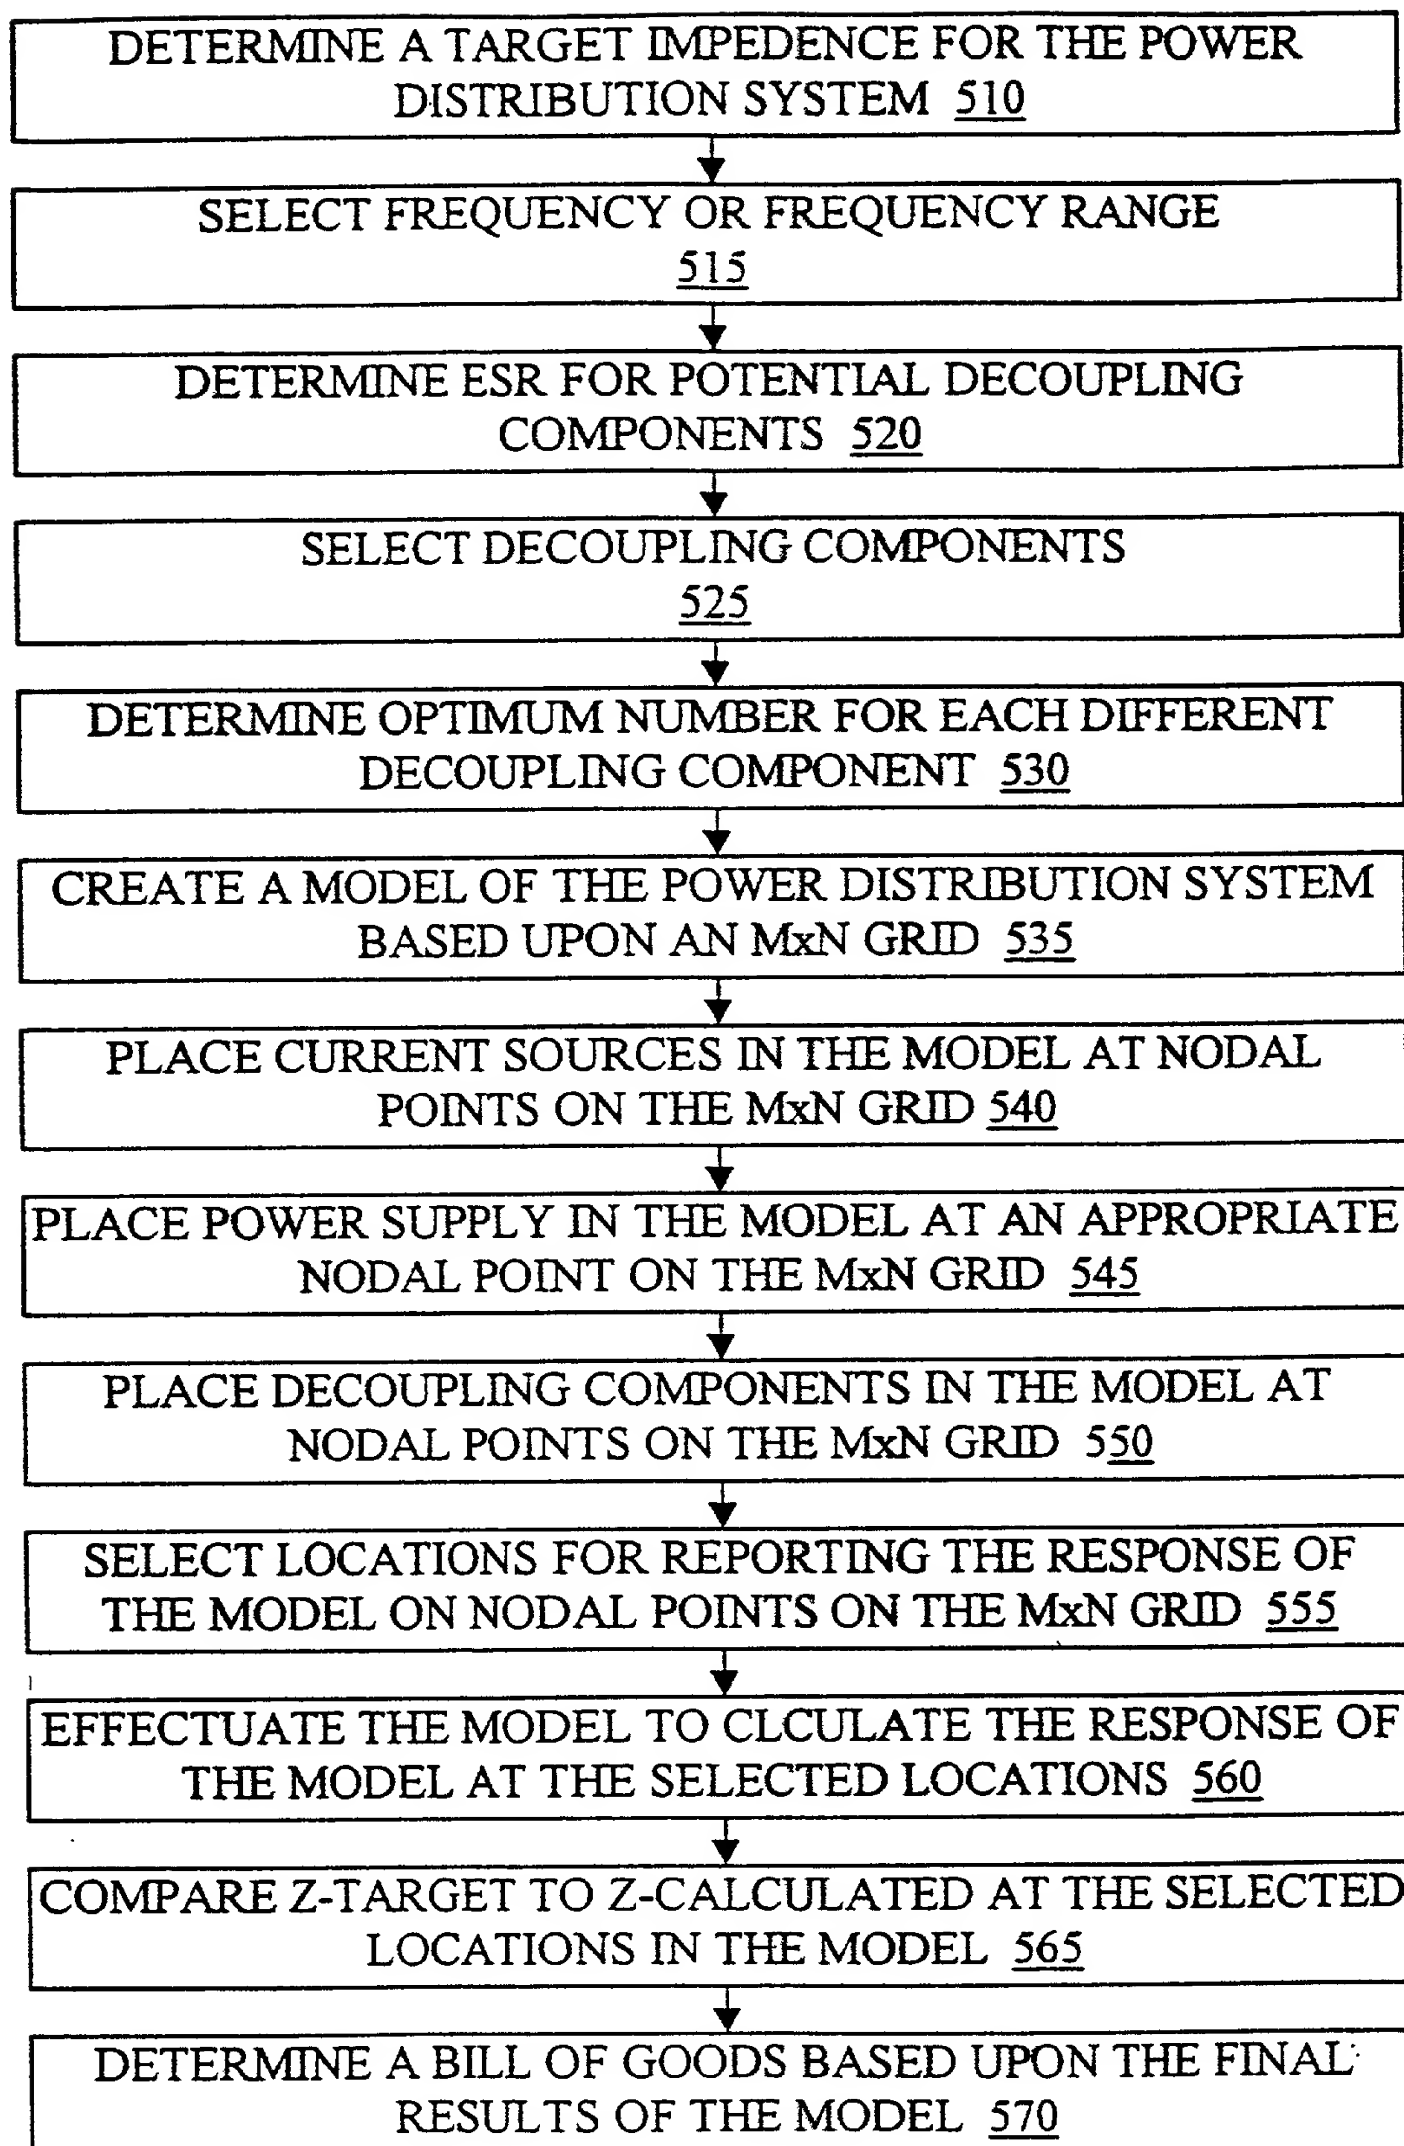 DETERMINE A TARGET IMPEDENCE FOR THE POWER
DISTRIBUTION SYSTEM 510
SELECT FREQUENCY OR FREQUENCY RANGE
515
DETERMINE ESR FOR POTENTIAL DECOUPLING
COMPONENTS 520
SELECT DECOUPLING COMPONENTS
525
DETERMINE OPTIMUM NUMBER FOR EACH DIFFERENT
DECOUPLING COMPONENT 530
CREATE A MODEL OF THE POWER DISTRIBUTION SYSTEM
BASED UPON AN MxN GRID 535
PLACE CURRENT SOURCES IN THE MODEL AT NODAL
POINTS ON THE MxN GRID 540
PLACE POWER SUPPLY IN THE MODEL AT AN APPROPRIATE
NODAL POINT ON THE MxN GRID 545
PLACE DECOUPLING COMPONENTS IN THE MODEL AT
NODAL POINTS ON THE MxN GRID 550
SELECT LOCATIONS FOR REPORTING THE RESPONSE OF
THE MODEL ON NODAL POINTS ON THE MxN GRID 555
EFFECTUATE THE MODEL TO CLCULATE THE RESPONSE OF
THE MODEL AT THE SELECTED LOCATIONS 560
COMPARE Z-TARGET TO Z-CALCULATED AT THE SELECTED
LOCATIONS IN THE MODEL 565
DETERMINE A BILL OF GOODS BASED UPON THE FINAL
RESULTS OF THE MODEL 570